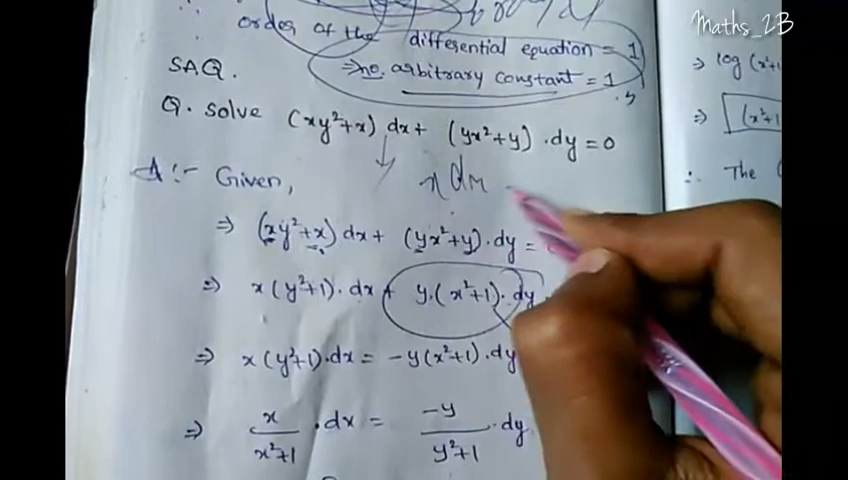 Maths_2B
order of the differential equation = 1
⇒ no. arbitrary constant = 1
SAQ.
Q. Solve (xy²+x) dx + (yx²+y) .dy = 0
A :- Given,
x dx
⇒ (xy²+x) dx + (yx²+y).dy =
⇒ x(y²+1).dx + y.(x²+1).dy
⇒ x(y²+1).dx = -y(x²+1).dy
⇒ x/x²+1 .dx = -y/y²+1 .dy
⇒ log (x²+1
⇒ (x²+1
∴ The